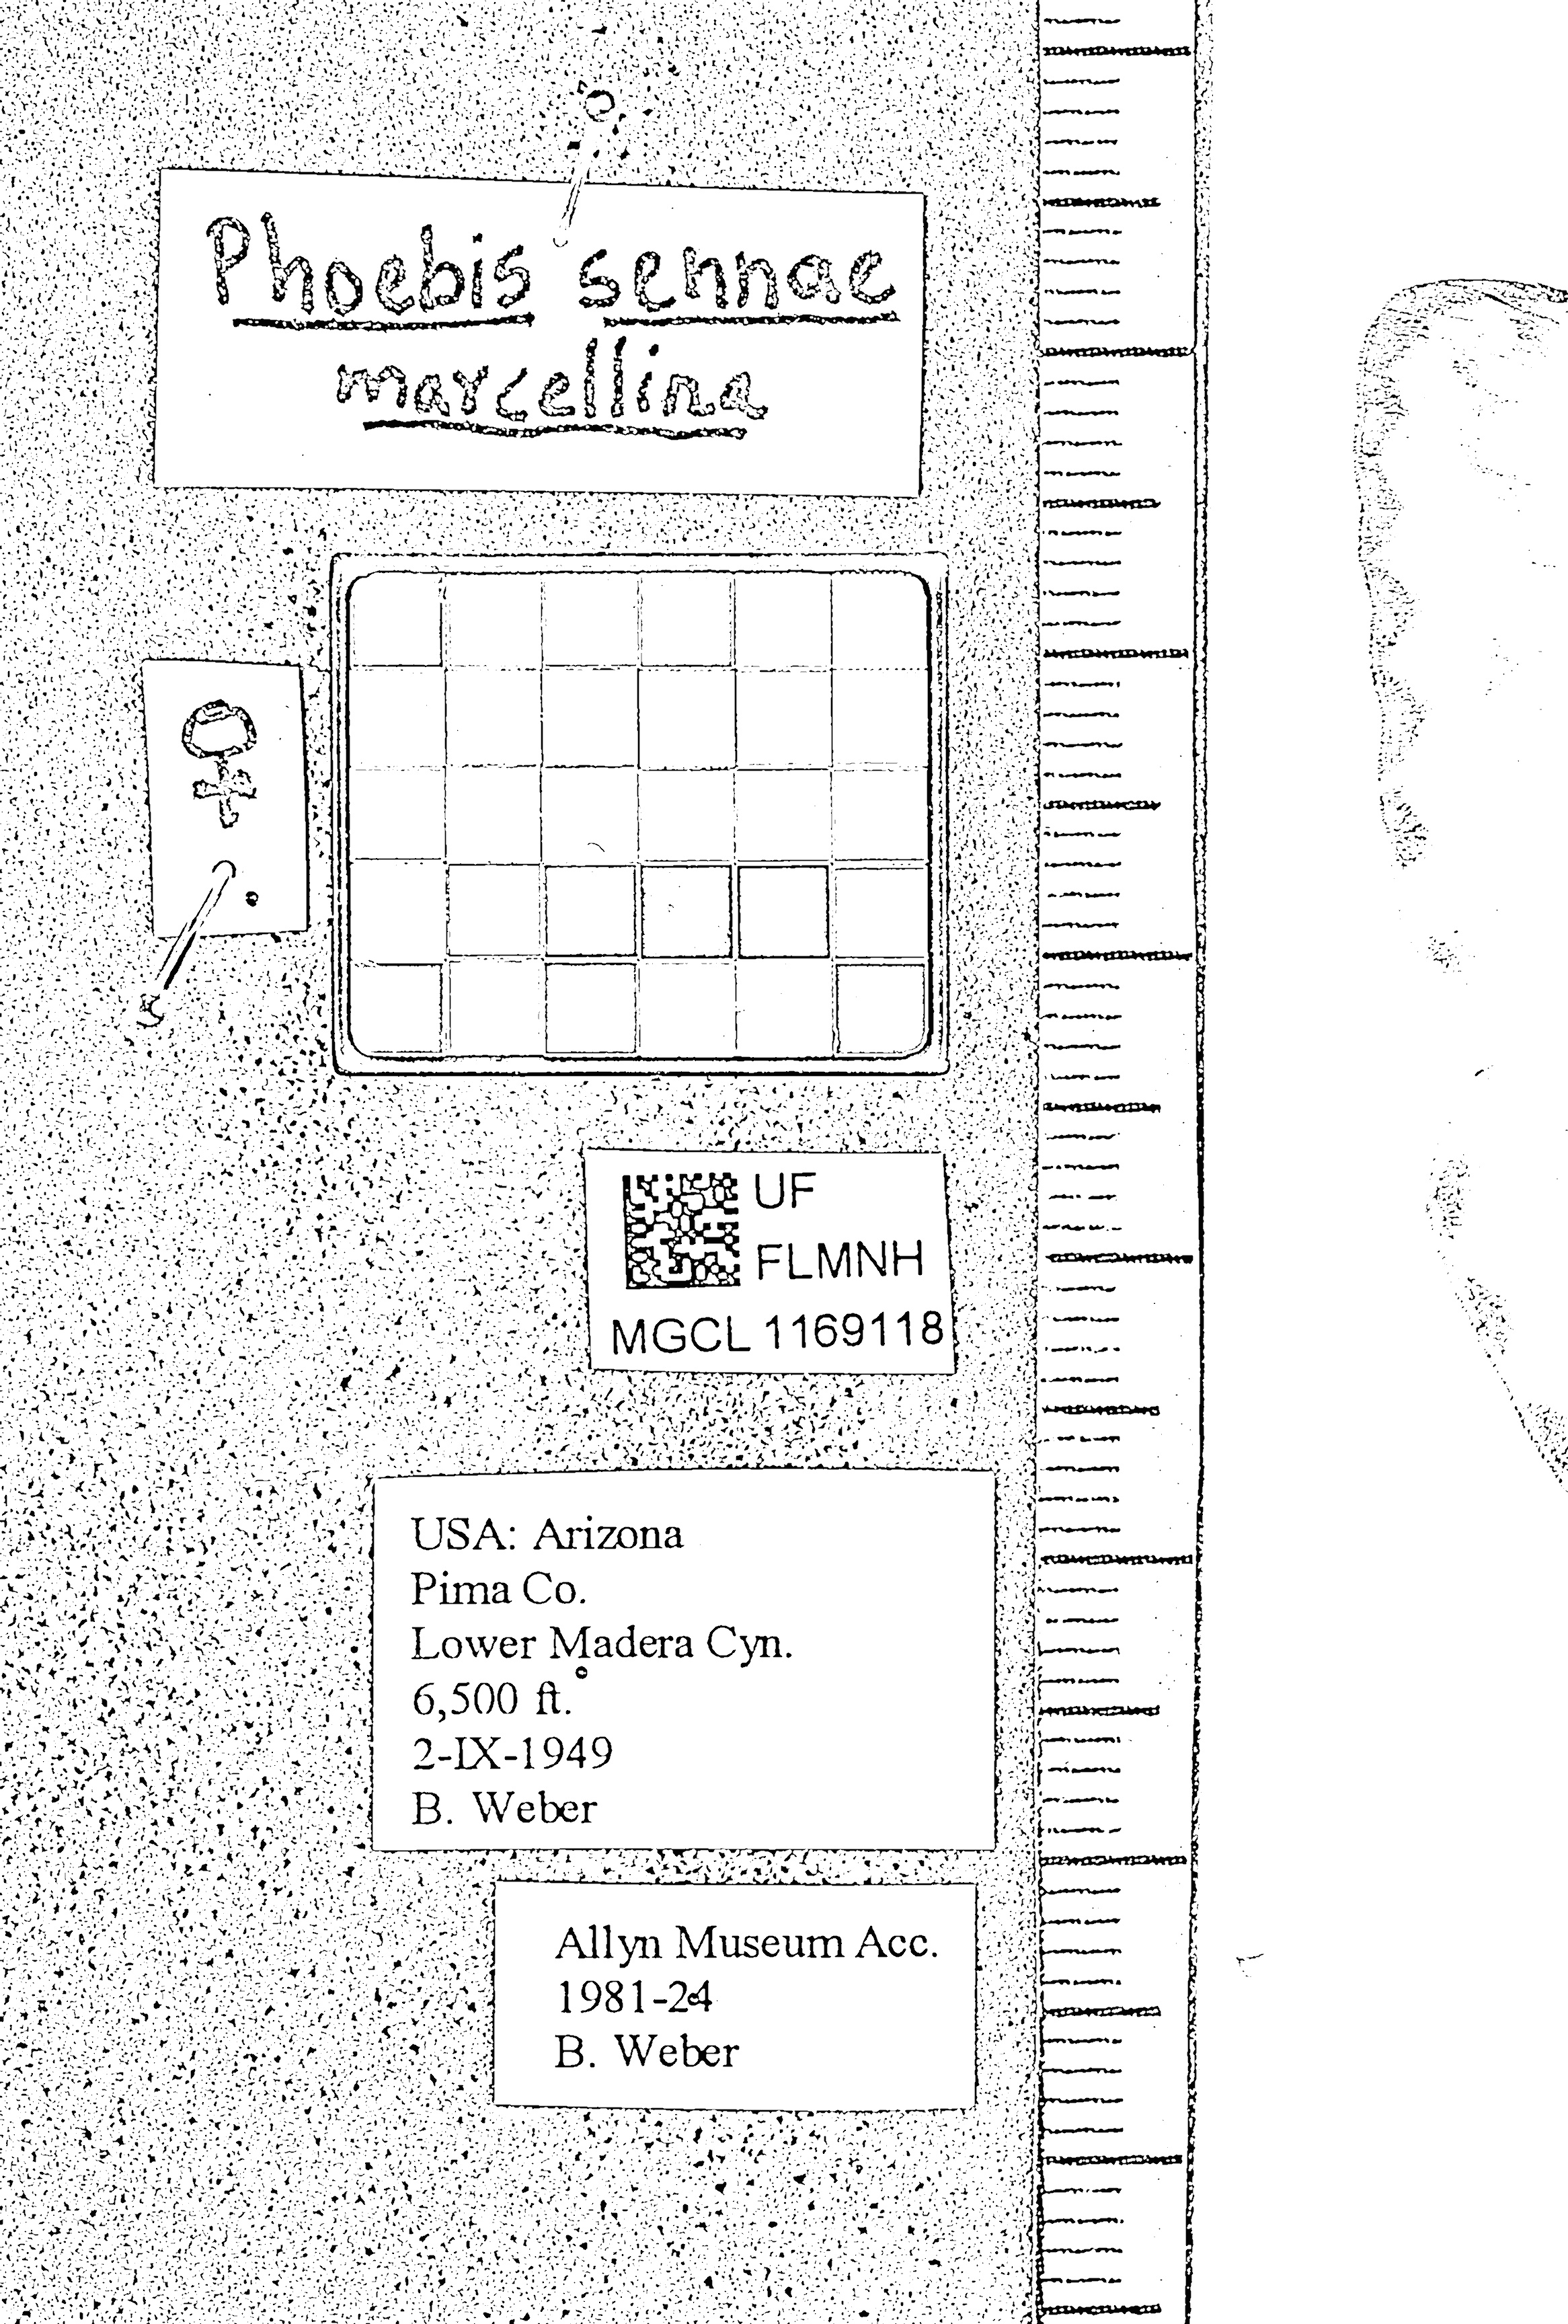 Phoebis sennae
marcellina
♀
UF
FLMNH
MGCL 1169118
USA: Arizona
Pima Co.
Lower Madera Cyn.
6,500 ft.
2-IX-1949
B. Weber
Allyn Museum Acc.
1981-24
B. Weber